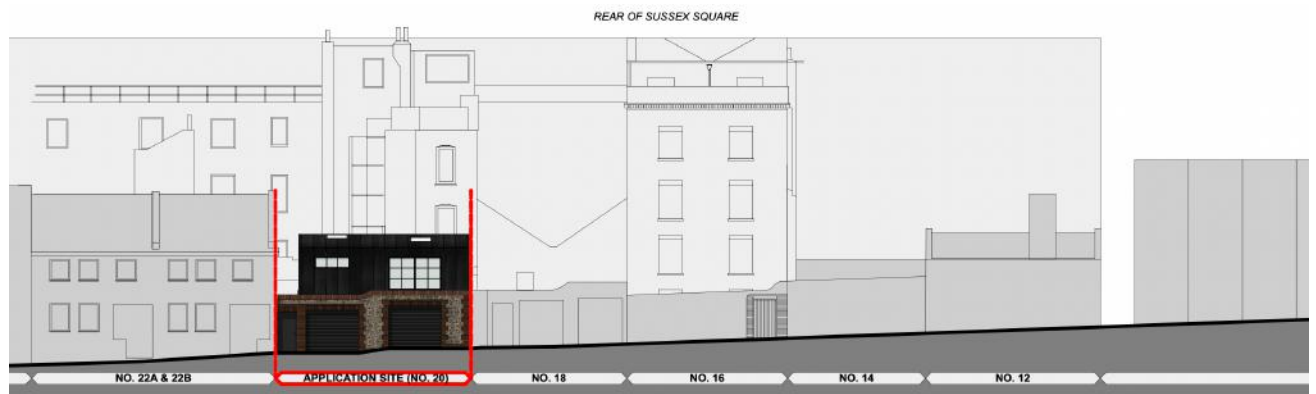 REAR OF SUSSEX SQUARE
NO. 22A & 22B
APPLICATION SITE (NO. 20)
NO. 18
NO. 16
NO. 14
NO. 12